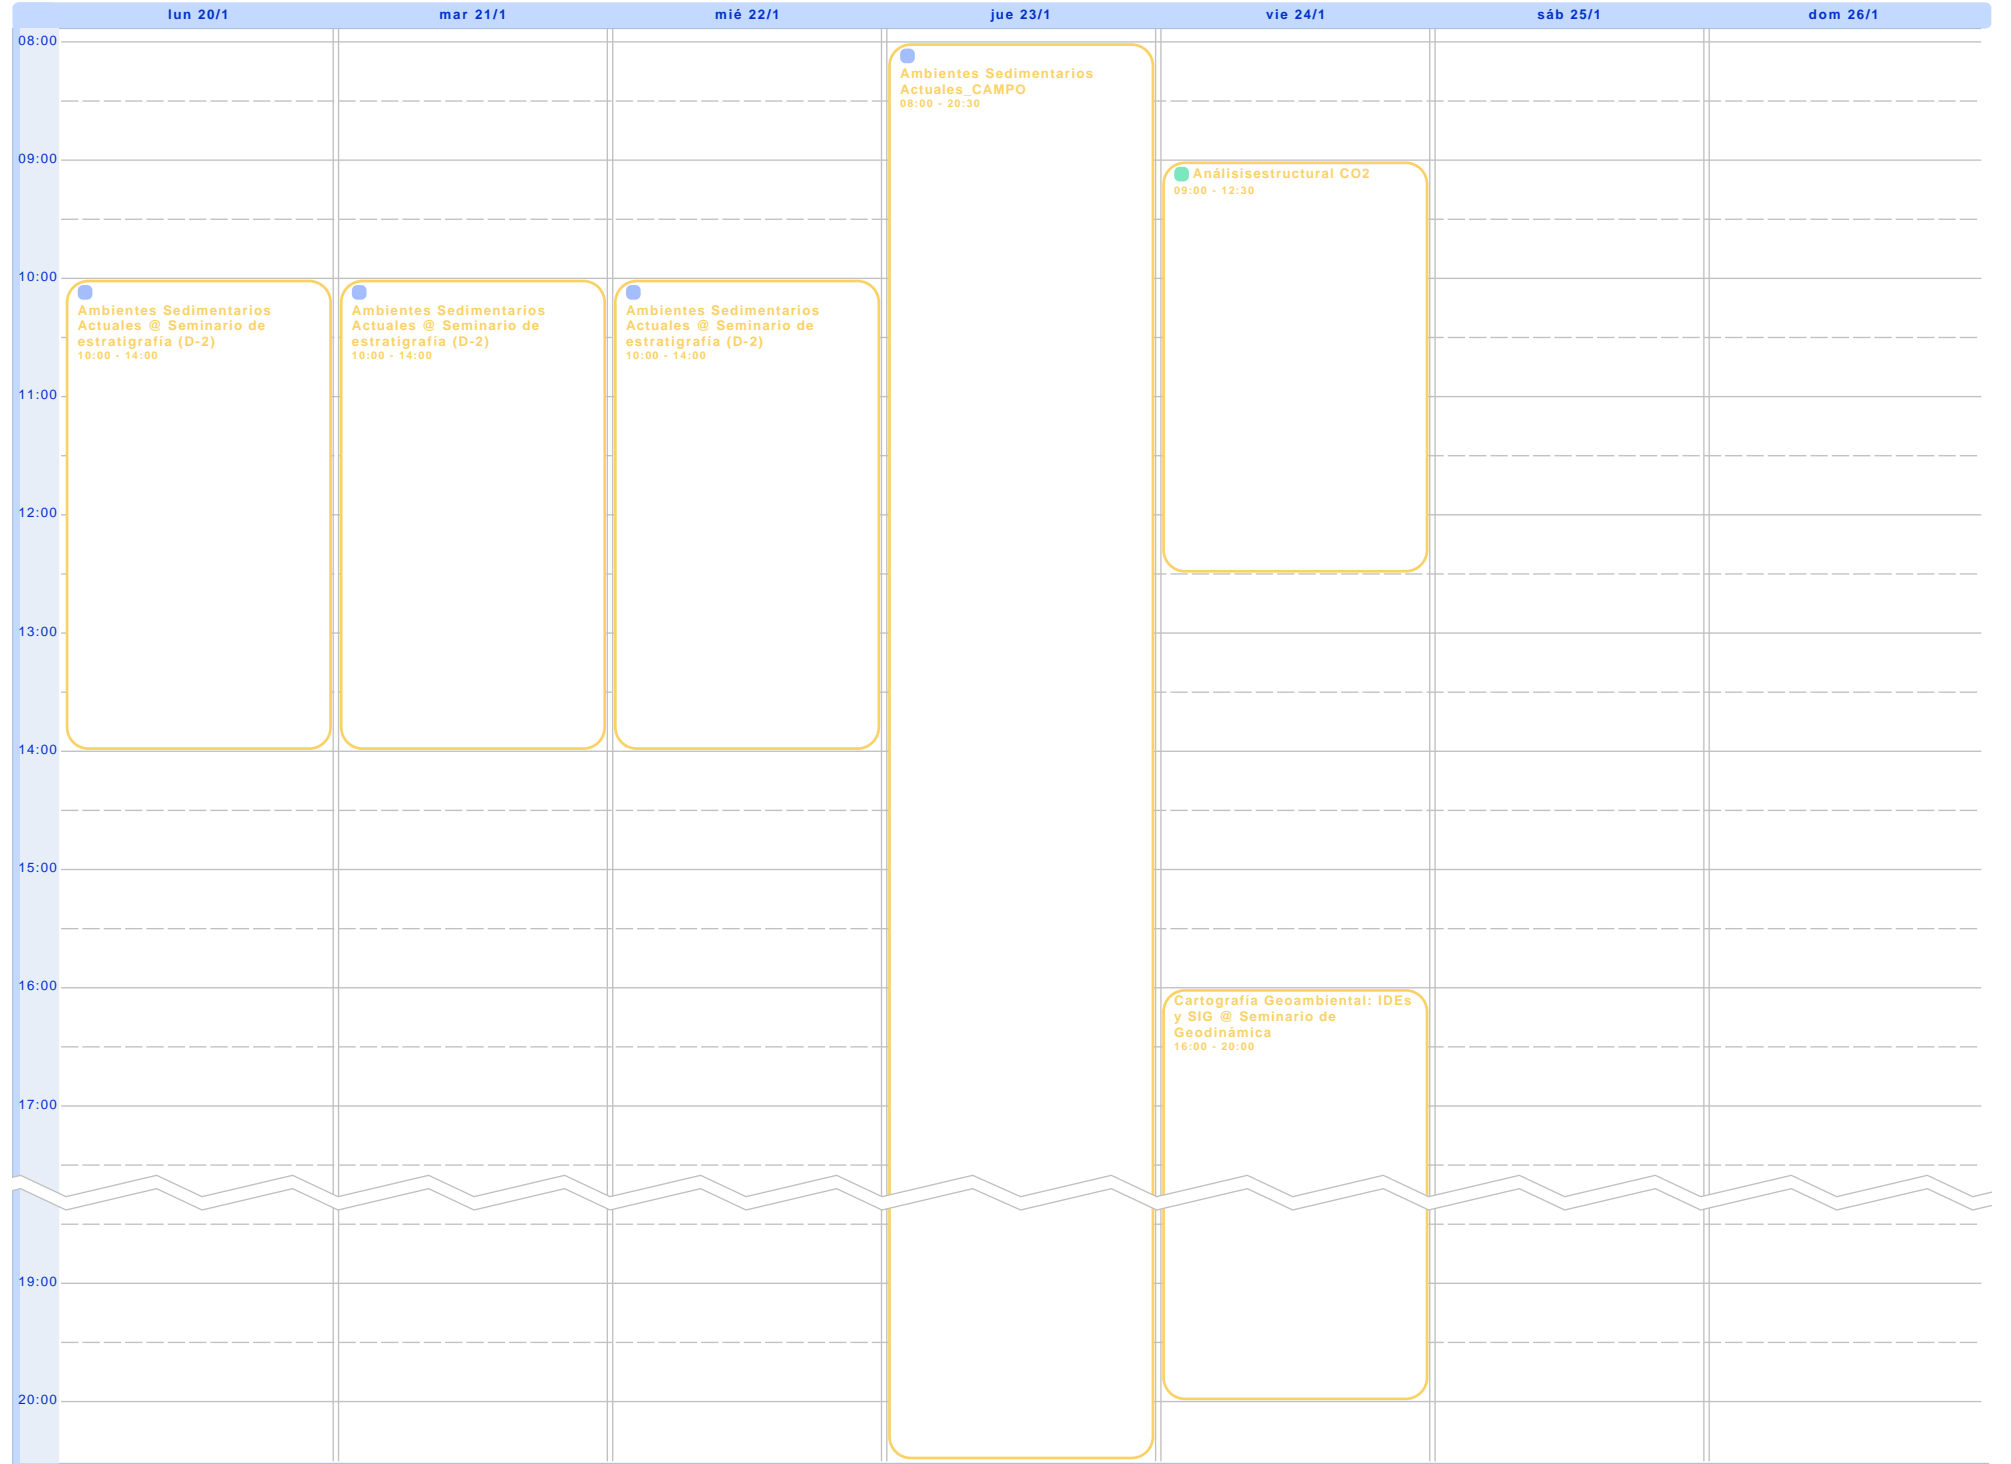 lun 20/1
mar 21/1
mié 22/1
jue 23/1
vie 24/1
sáb 25/1
dom 26/1
08:00
09:00
10:00
11:00
12:00
13:00
14:00
15:00
16:00
17:00
19:00
20:00
Ambientes Sedimentarios
Actuales @ Seminario de
estratigrafía (D-2)
10:00 - 14:00
Ambientes Sedimentarios
Actuales @ Seminario de
estratigrafía (D-2)
10:00 - 14:00
Ambientes Sedimentarios
Actuales @ Seminario de
estratigrafía (D-2)
10:00 - 14:00
Ambientes Sedimentarios
Actuales_CAMPO
08:00 - 20:30
Análisisestructural CO2
09:00 - 12:30
Cartografía Geoambiental: IDEs
y SIG @ Seminario de
Geodinámica
16:00 - 20:00